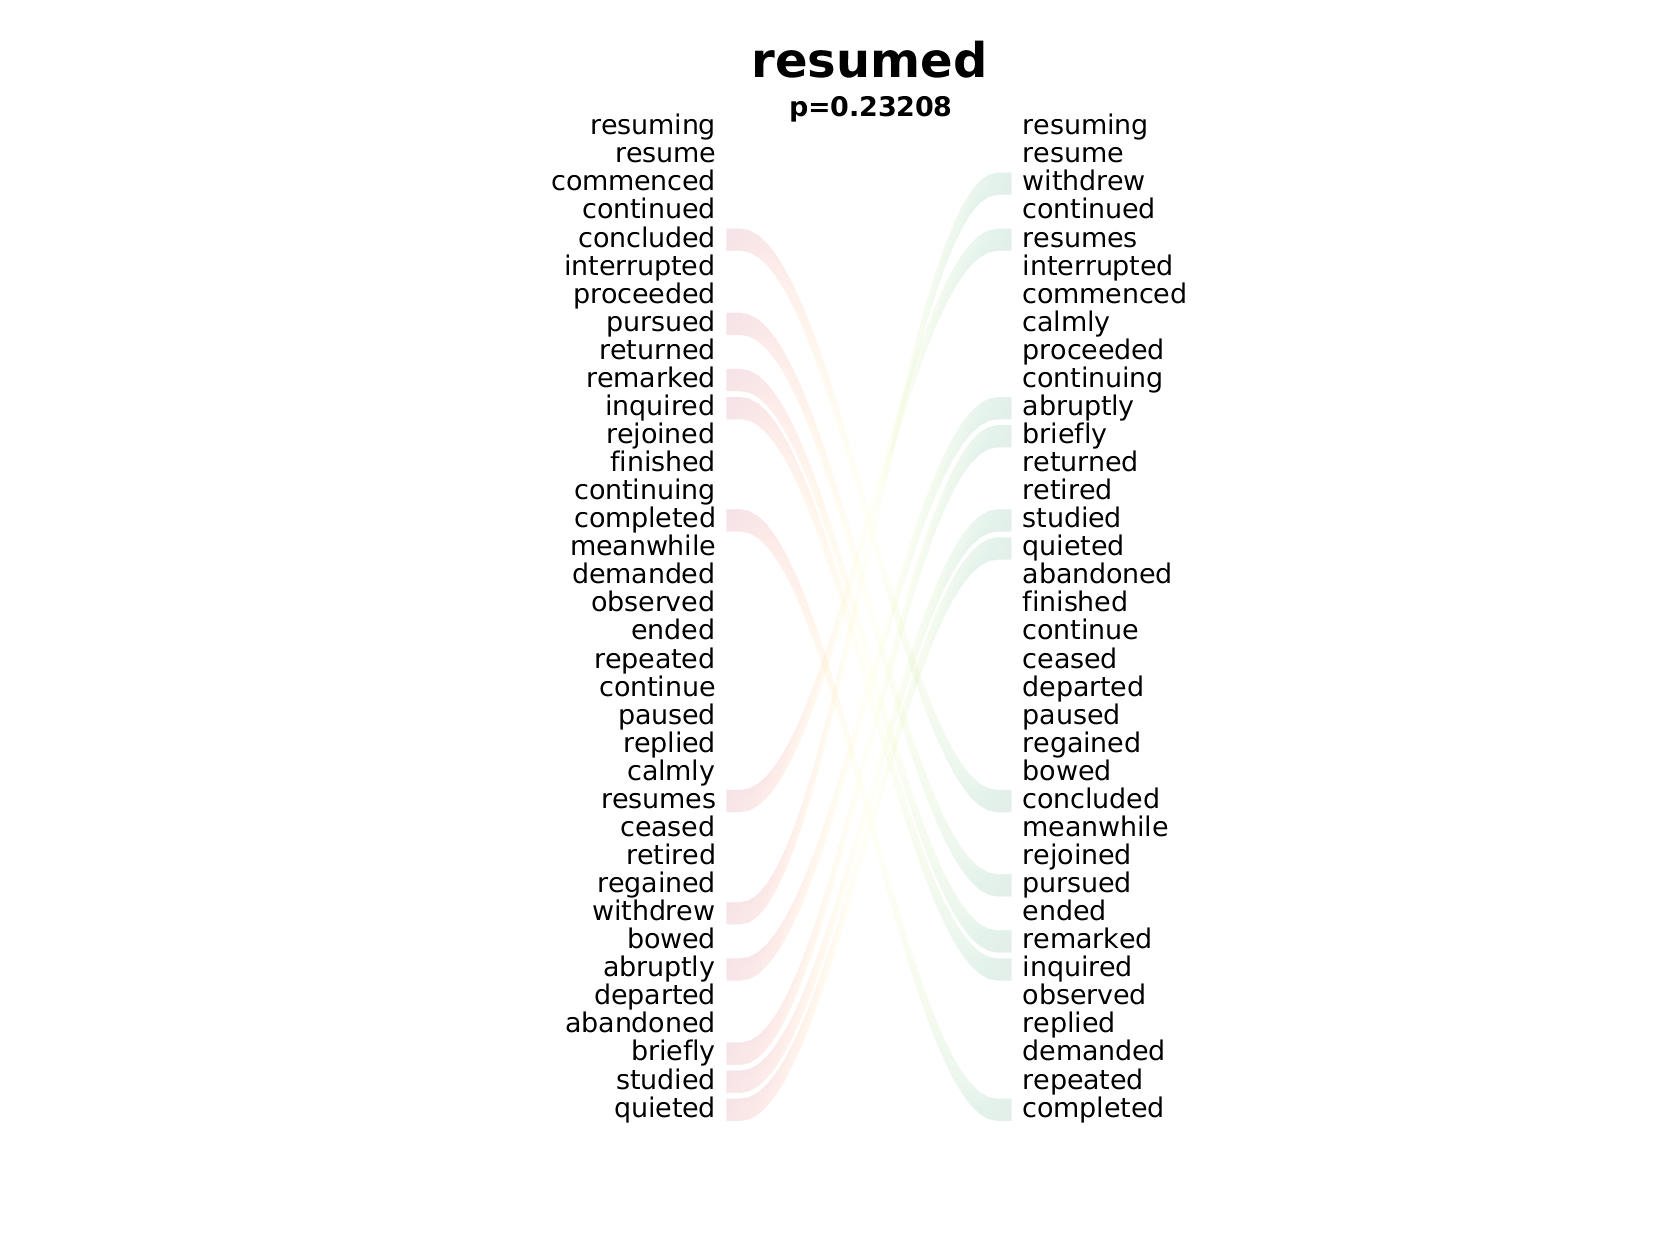 resumed
p=0.23208
resuming resuming
resume resume
commenced withdrew
continued continued
concluded resumes
interrupted interrupted
proceeded commenced
pursued calmly
returned proceeded
remarked continuing
inquired abruptly
rejoined briefly
finished returned
continuing retired
completed studied
meanwhile quieted
demanded abandoned
observed finished
ended continue
repeated ceased
continue departed
paused paused
replied regained
calmly bowed
resumes concluded
ceased meanwhile
retired rejoined
regained pursued
withdrew ended
bowed remarked
abruptly inquired
departed observed
abandoned replied
briefly demanded
studied repeated
quieted completed